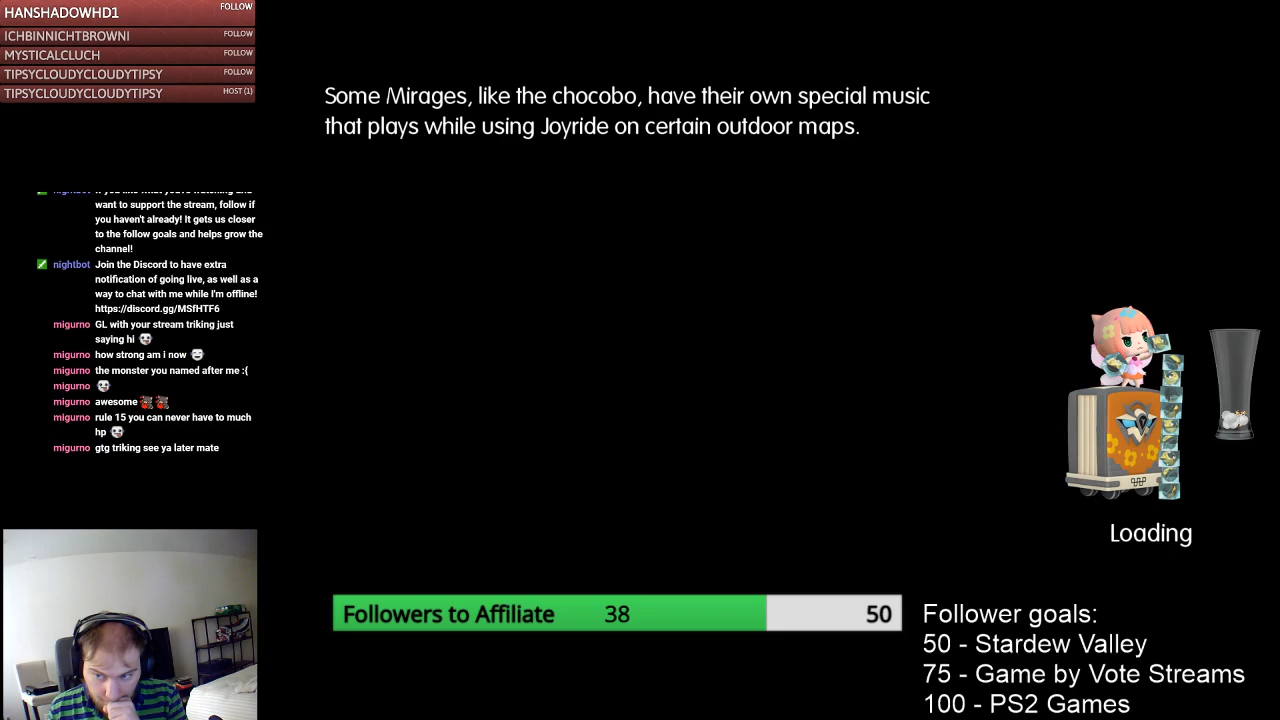 HANSHADOWHD1 FOLLOW
ICHBINNICHTBROWNI FOLLOW
MYSTICALCLUCH FOLLOW
TIPSYCLOUDYCLOUDYTIPSY FOLLOW
TIPSYCLOUDYCLOUDYTIPSY HOST (1)
Some Mirages, like the chocobo, have their own special music
that plays while using Joyride on certain outdoor maps.
want to support the stream, follow if
you haven't already! It gets us closer
to the follow goals and helps grow the
channel!
nightbot Join the Discord to have extra
notification of going live, as well as a
way to chat with me while I'm offline!
https://discord.gg/MSfHTF6
migurno GL with your stream triking just
saying hi
migurno how strong am i now
migurno the monster you named after me :(
migurno
migurno awesome
migurno rule 15 you can never have to much
hp
migurno gtg triking see ya later mate
Loading
Followers to Affiliate 38 50
Follower goals:
50 - Stardew Valley
75 - Game by Vote Streams
100 - PS2 Games